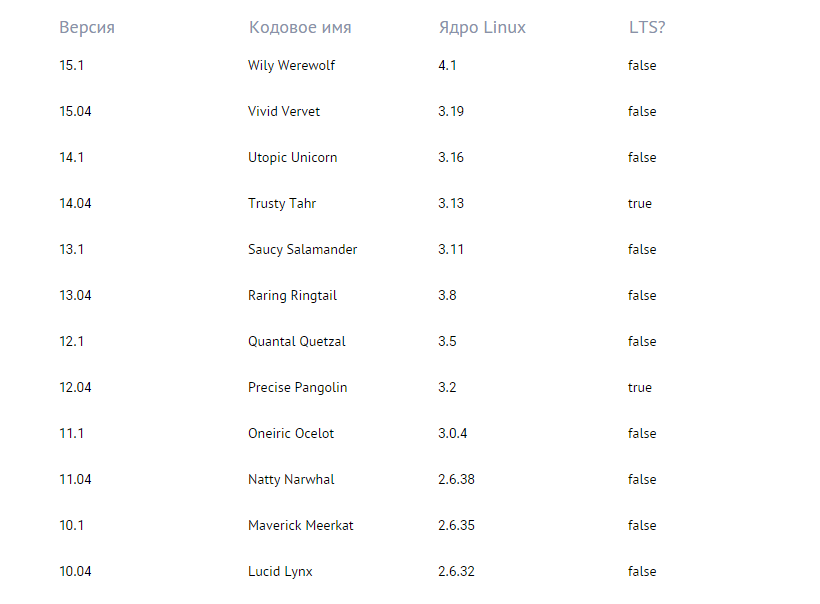 Версия Кодовое имя Ядро Linux LTS?
15.1 Wily Werewolf 4.1 false
15.04 Vivid Vervet 3.19 false
14.1 Utopic Unicorn 3.16 false
14.04 Trusty Tahr 3.13 true
13.1 Saucy Salamander 3.11 false
13.04 Raring Ringtail 3.8 false
12.1 Quantal Quetzal 3.5 false
12.04 Precise Pangolin 3.2 true
11.1 Oneiric Ocelot 3.0.4 false
11.04 Natty Narwhal 2.6.38 false
10.1 Maverick Meerkat 2.6.35 false
10.04 Lucid Lynx 2.6.32 false